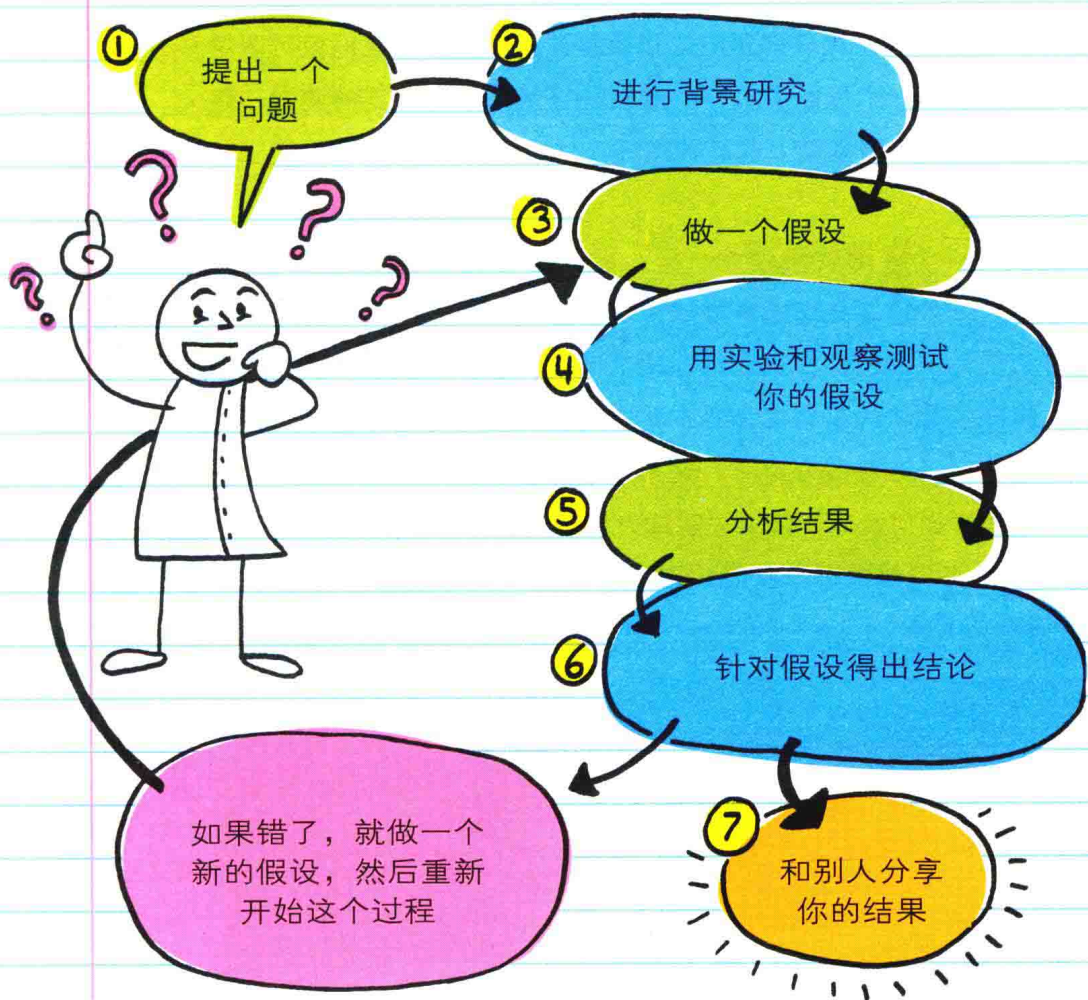 ①
提出一个
问题
②
进行背景研究
③
做一个假设
④
用实验和观察测试
你的假设
⑤
分析结果
⑥
针对假设得出结论
如果错了，就做一个
新的假设，然后重新
开始这个过程
⑦
和别人分享
你的结果